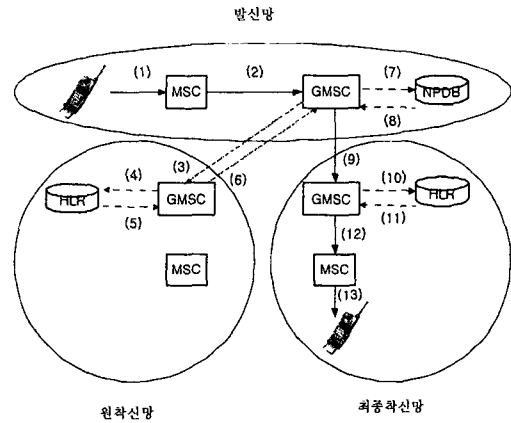 발신망
(1)
MSC
(2)
GMSC
(7)
NPDB
(8)
(3)
(6)
(9)
HLR
(4)
(5)
GMSC
MSC
GMSC
(10)
HLR
(11)
(12)
MSC
(13)
원착신망
최종착신망